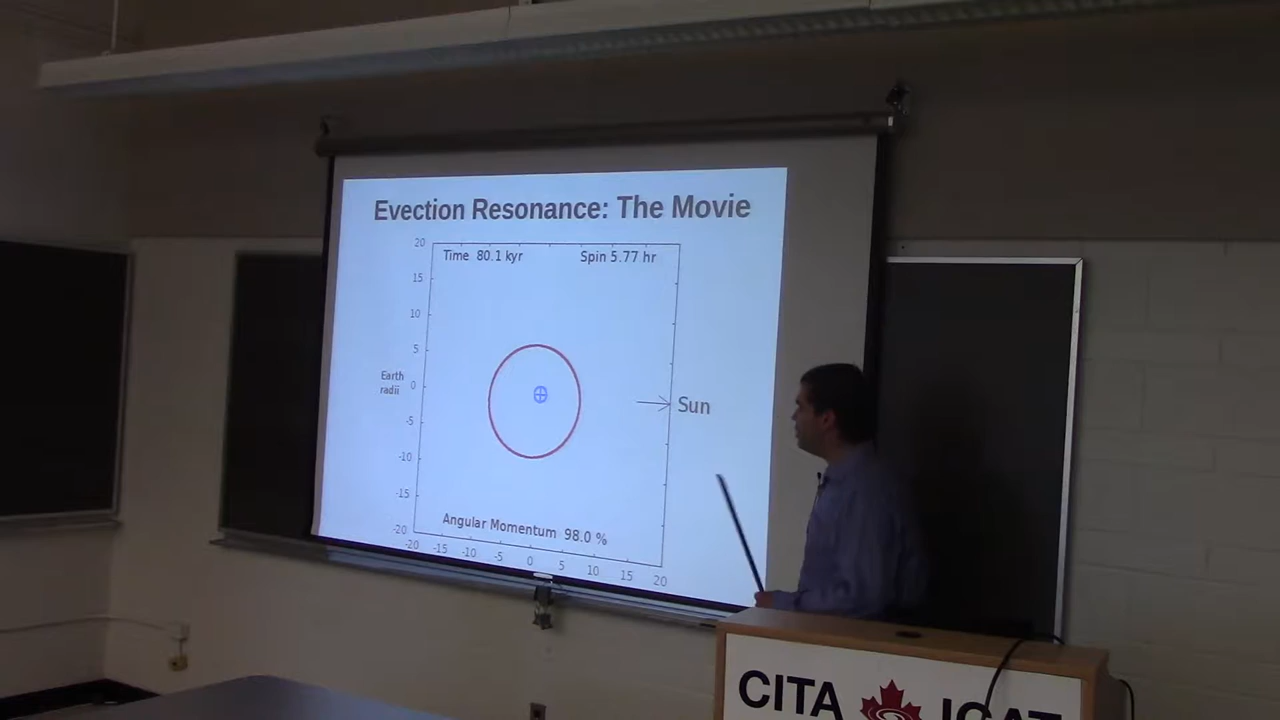 Evection Resonance: The Movie
20
Time 80.1 kyr Spin 5.77 hr
15
10
5
Earth
radii
0
Sun
-5
-10
-15
Angular Momentum 98.0 %
-20
-20 -15 -10 -5 0 5 10 15 20
CITA ICAT